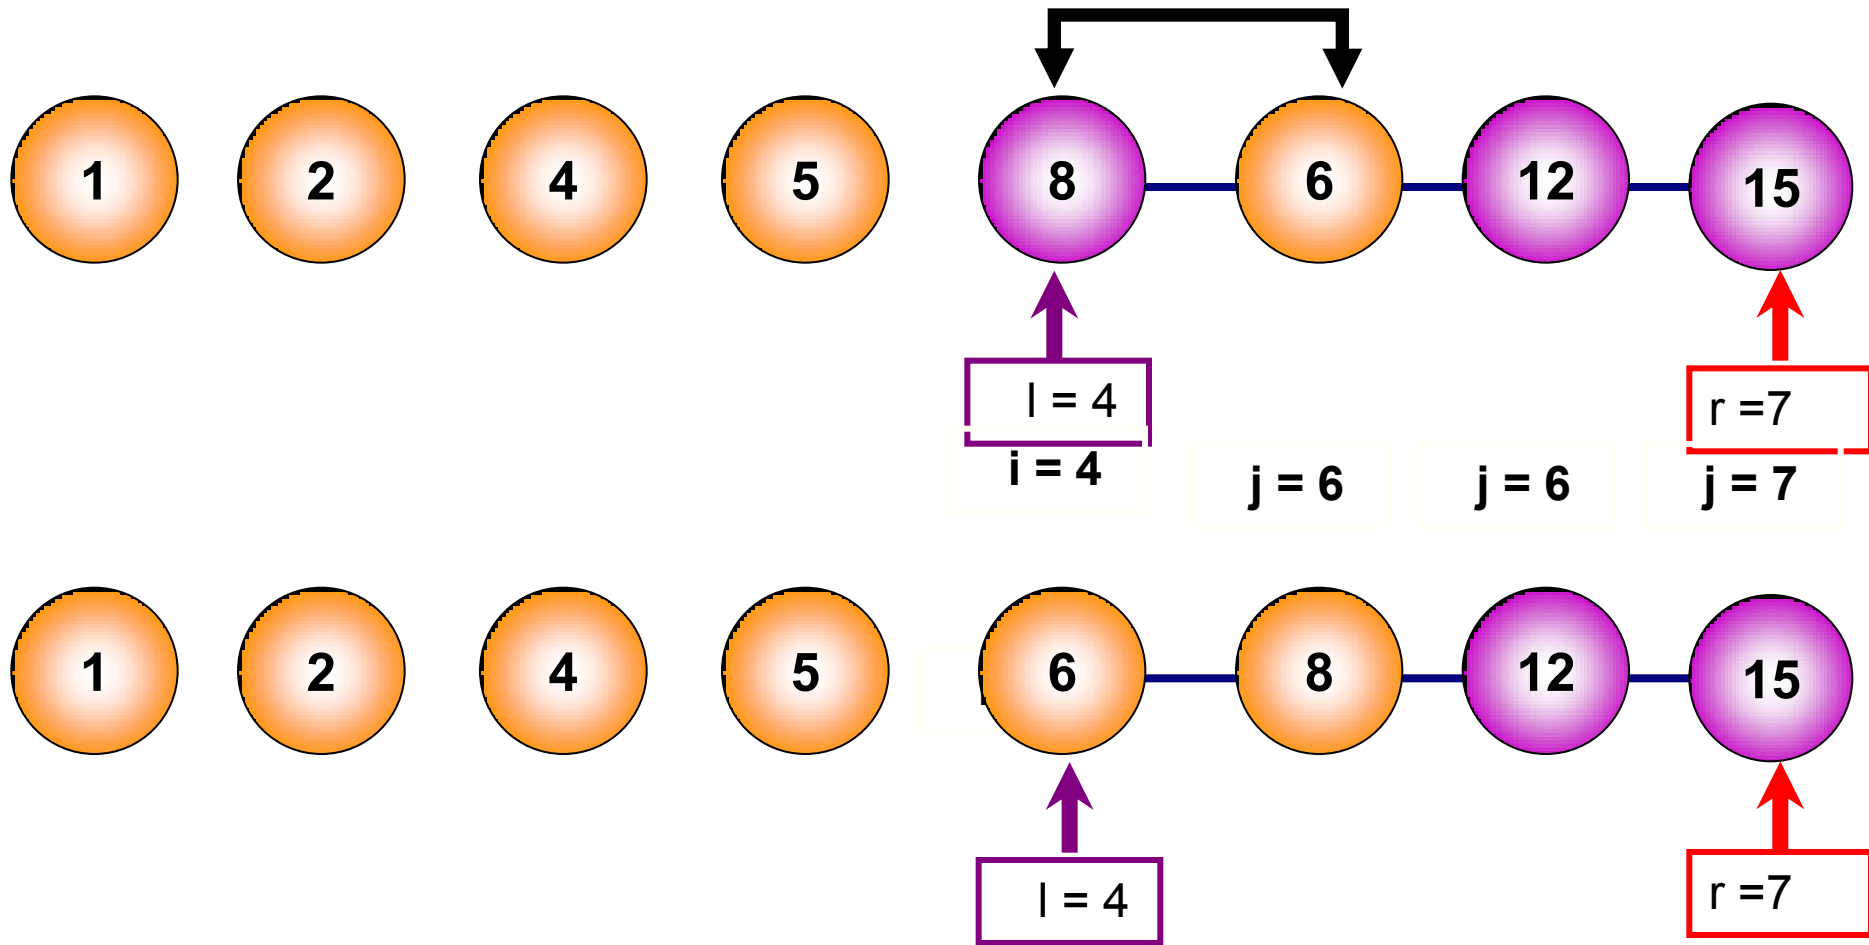 1 2 4 5 8 6 12 15
l = 4 r =7
i = 4 j = 6 j = 6 j = 7
1 2 4 5 6 8 12 15
l = 4 r =7